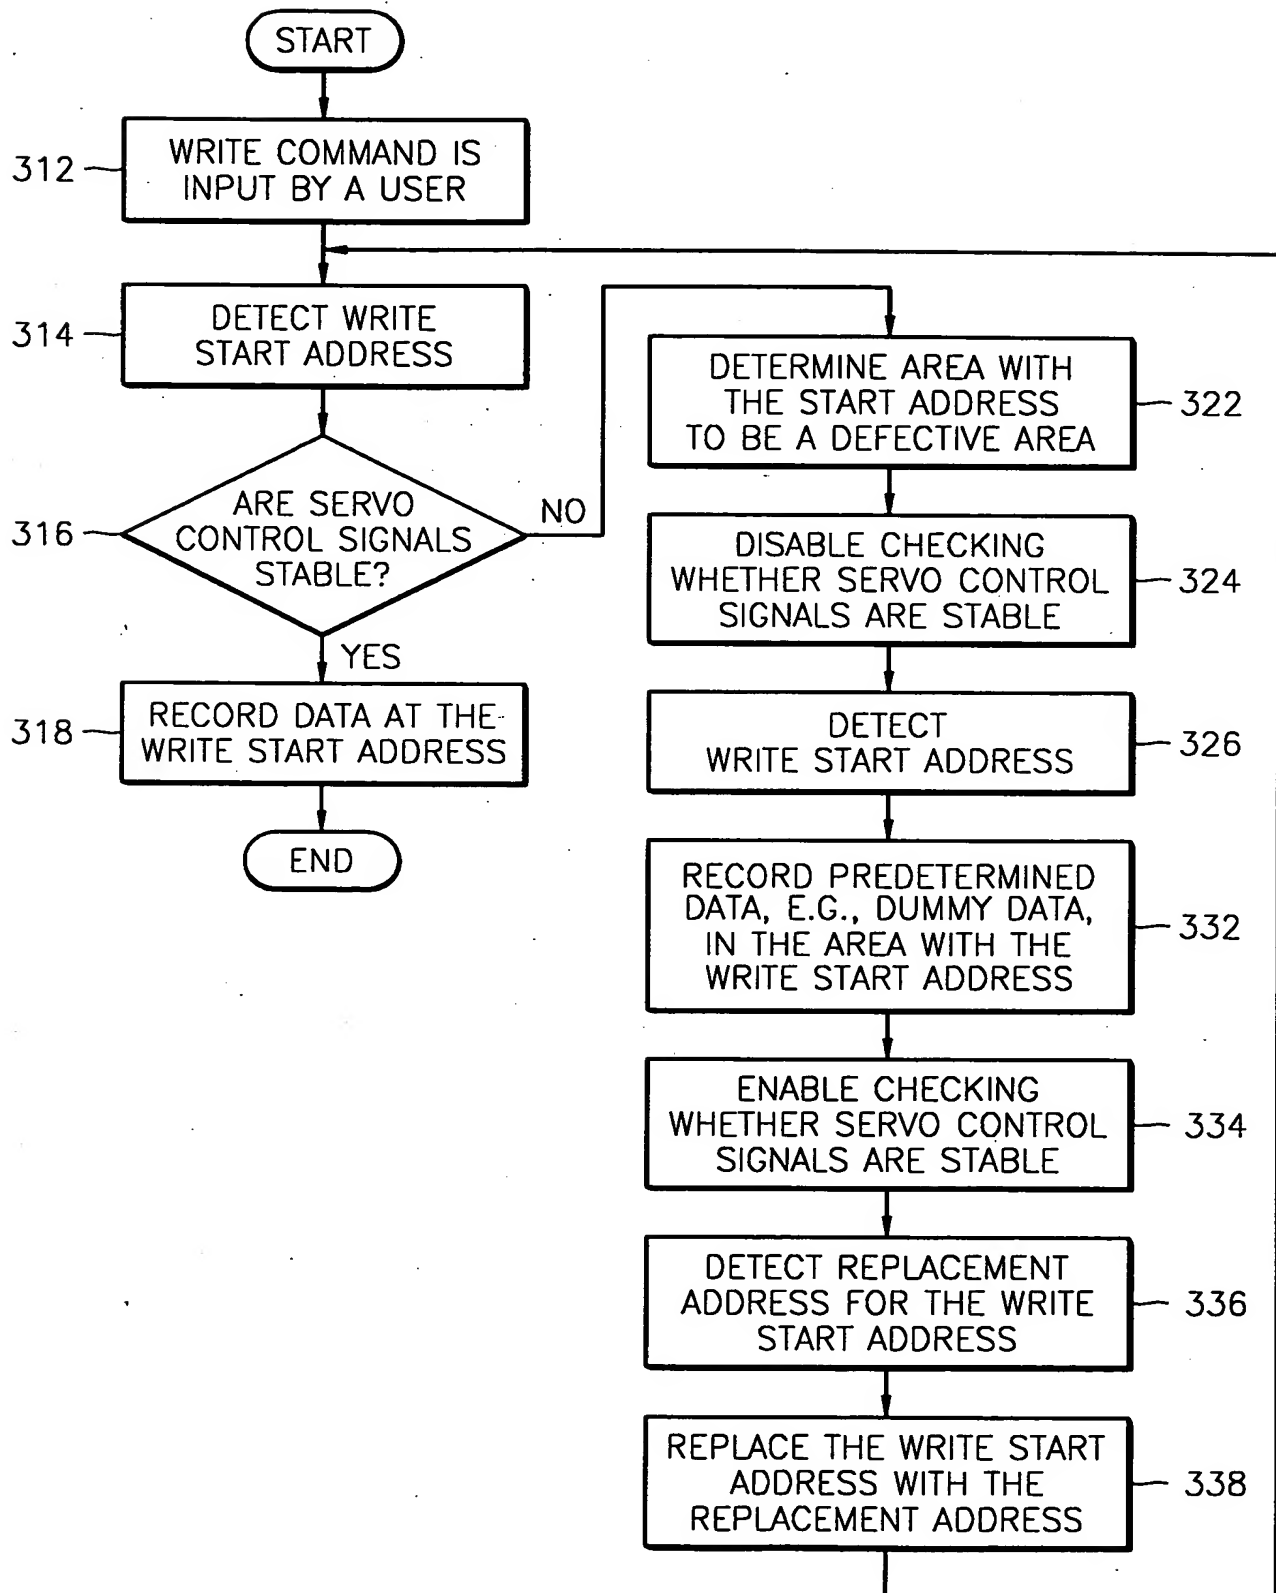 START
312
WRITE COMMAND IS
INPUT BY A USER
314
DETECT WRITE
START ADDRESS
316
ARE SERVO
CONTROL SIGNALS
STABLE?
NO
YES
318
RECORD DATA AT THE
WRITE START ADDRESS
END
DETERMINE AREA WITH
THE START ADDRESS
TO BE A DEFECTIVE AREA
322
DISABLE CHECKING
WHETHER SERVO CONTROL
SIGNALS ARE STABLE
324
DETECT
WRITE START ADDRESS
326
RECORD PREDETERMINED
DATA, E.G., DUMMY DATA,
IN THE AREA WITH THE
WRITE START ADDRESS
332
ENABLE CHECKING
WHETHER SERVO CONTROL
SIGNALS ARE STABLE
334
DETECT REPLACEMENT
ADDRESS FOR THE WRITE
START ADDRESS
336
REPLACE THE WRITE START
ADDRESS WITH THE
REPLACEMENT ADDRESS
338